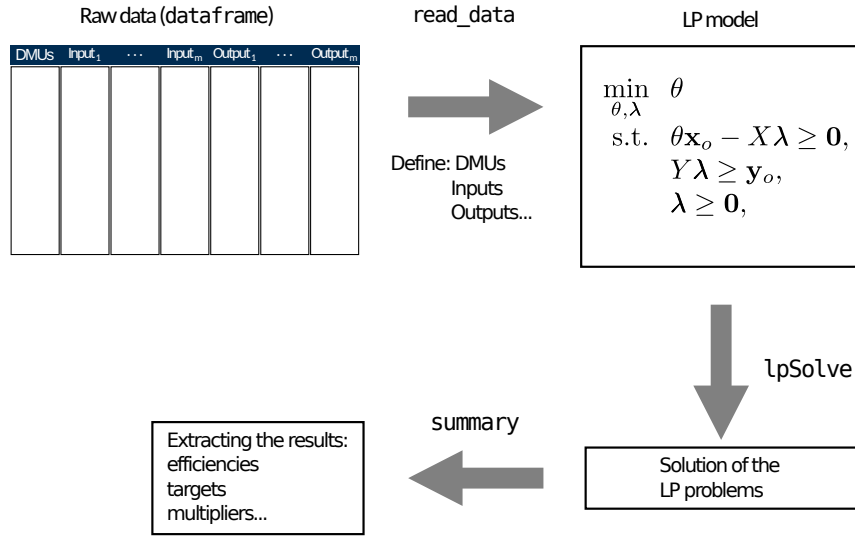 Raw data (dataframe)
read_data
LP model
DMUs Input₁ ··· Inputₘ Output₁ ··· Outputₘ
min θ
θ,λ
s.t. θxₒ − Xλ ≥ 0,
Yλ ≥ yₒ,
λ ≥ 0,
Define: DMUs
Inputs
Outputs...
lpSolve
summary
Extracting the results:
efficiencies
targets
multipliers...
Solution of the
LP problems